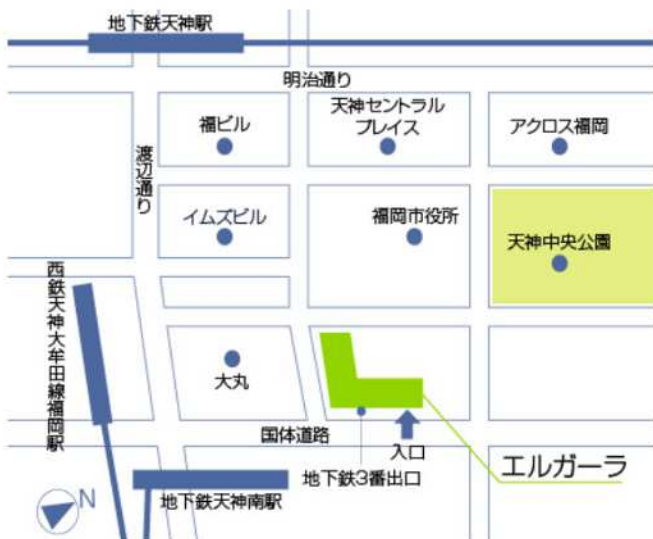 地下鉄天神駅
明治通り
福ビル
天神セントラル
プレイス
アクロス福岡
渡辺通り
イムズビル
福岡市役所
天神中央公園
西鉄天神大牟田線福岡駅
大丸
国体道路
入口
エルガーラ
地下鉄3番出口
地下鉄天神南駅
N